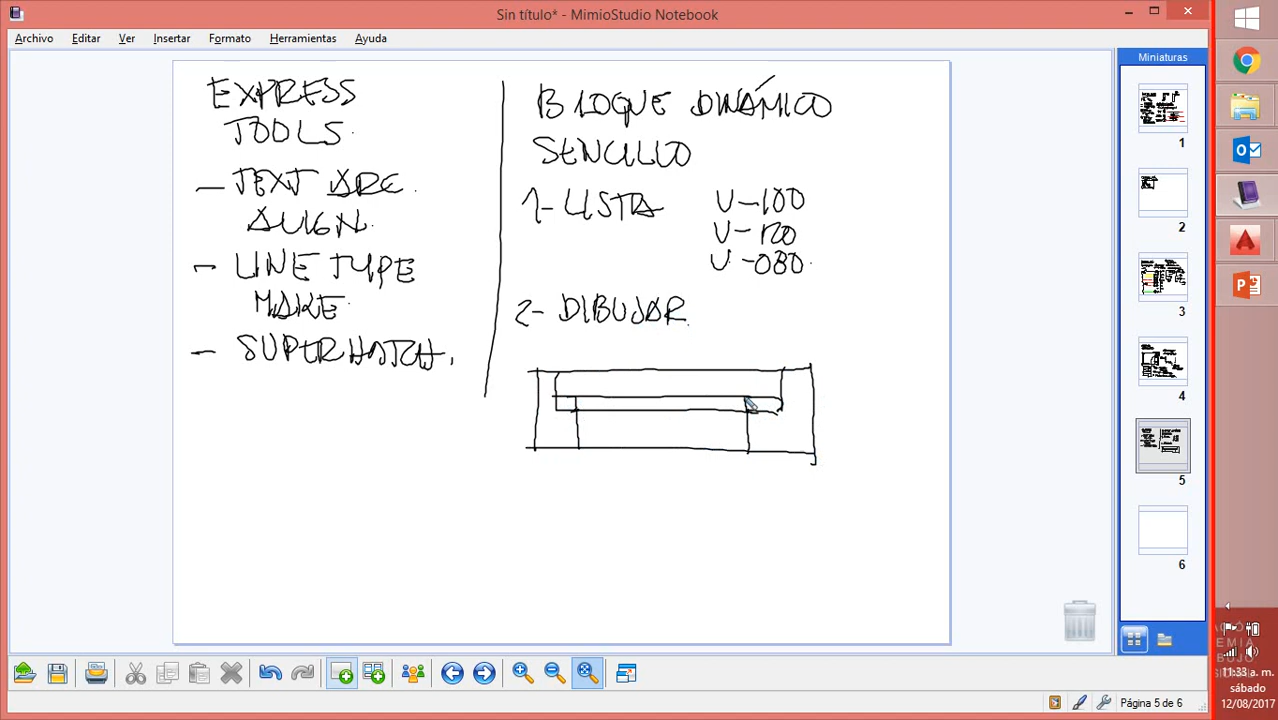 Sin título* - MimioStudio Notebook
Archivo Editar Ver Insertar Formato Herramientas Ayuda
EXPRESS
TOOLS.
- TEXT ARC
ALIGN.
- LINE TYPE
MAKE.
- SUPERHATCH.
BLOQUE DINÁMICO
SENCILLO
1- LISTA V-100
V-120
V-080.
2- DIBUJAR.
Miniaturas
1
2
3
4
5
6
Página 5 de 6
11:33 a. m.
sábado
12/08/2017